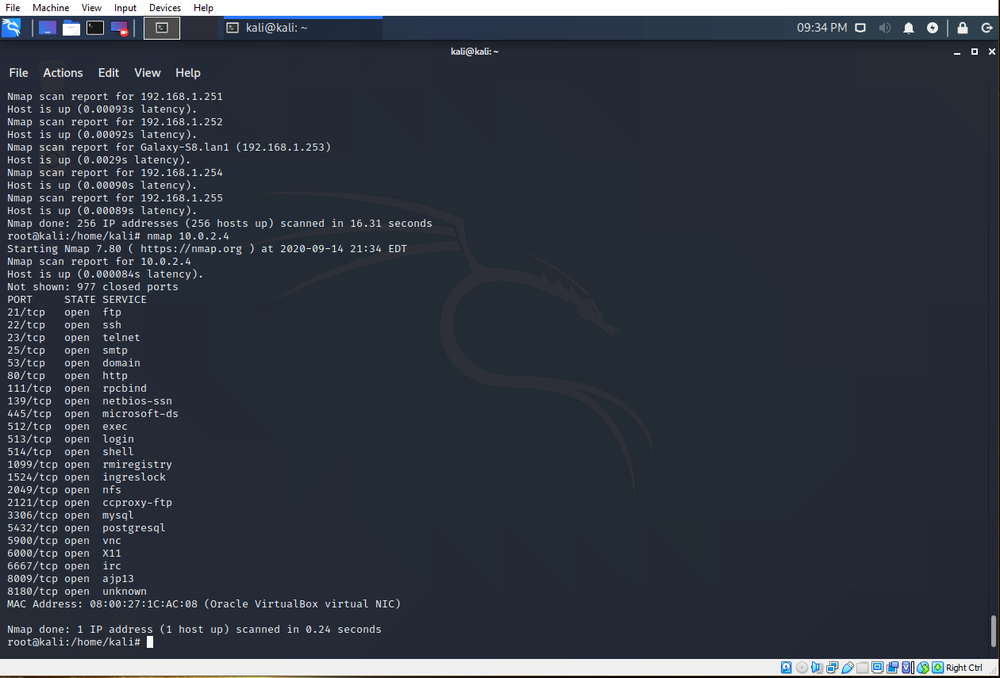 File Machine View Input Devices Help
kali@kali: ~ 09:34 PM
kali@kali: ~
File Actions Edit View Help
Nmap scan report for 192.168.1.251
Host is up (0.00093s latency).
Nmap scan report for 192.168.1.252
Host is up (0.00092s latency).
Nmap scan report for Galaxy-S8.lan1 (192.168.1.253)
Host is up (0.0029s latency).
Nmap scan report for 192.168.1.254
Host is up (0.00090s latency).
Nmap scan report for 192.168.1.255
Host is up (0.00089s latency).
Nmap done: 256 IP addresses (256 hosts up) scanned in 16.31 seconds
root@kali:/home/kali# nmap 10.0.2.4
Starting Nmap 7.80 ( https://nmap.org ) at 2020-09-14 21:34 EDT
Nmap scan report for 10.0.2.4
Host is up (0.000084s latency).
Not shown: 977 closed ports
PORT     STATE SERVICE
21/tcp   open  ftp
22/tcp   open  ssh
23/tcp   open  telnet
25/tcp   open  smtp
53/tcp   open  domain
80/tcp   open  http
111/tcp  open  rpcbind
139/tcp  open  netbios-ssn
445/tcp  open  microsoft-ds
512/tcp  open  exec
513/tcp  open  login
514/tcp  open  shell
1099/tcp open  rmiregistry
1524/tcp open  ingreslock
2049/tcp open  nfs
2121/tcp open  ccproxy-ftp
3306/tcp open  mysql
5432/tcp open  postgresql
5900/tcp open  vnc
6000/tcp open  X11
6667/tcp open  irc
8009/tcp open  ajp13
8180/tcp open  unknown
MAC Address: 08:00:27:1C:AC:08 (Oracle VirtualBox virtual NIC)
Nmap done: 1 IP address (1 host up) scanned in 0.24 seconds
root@kali:/home/kali#
Right Ctrl